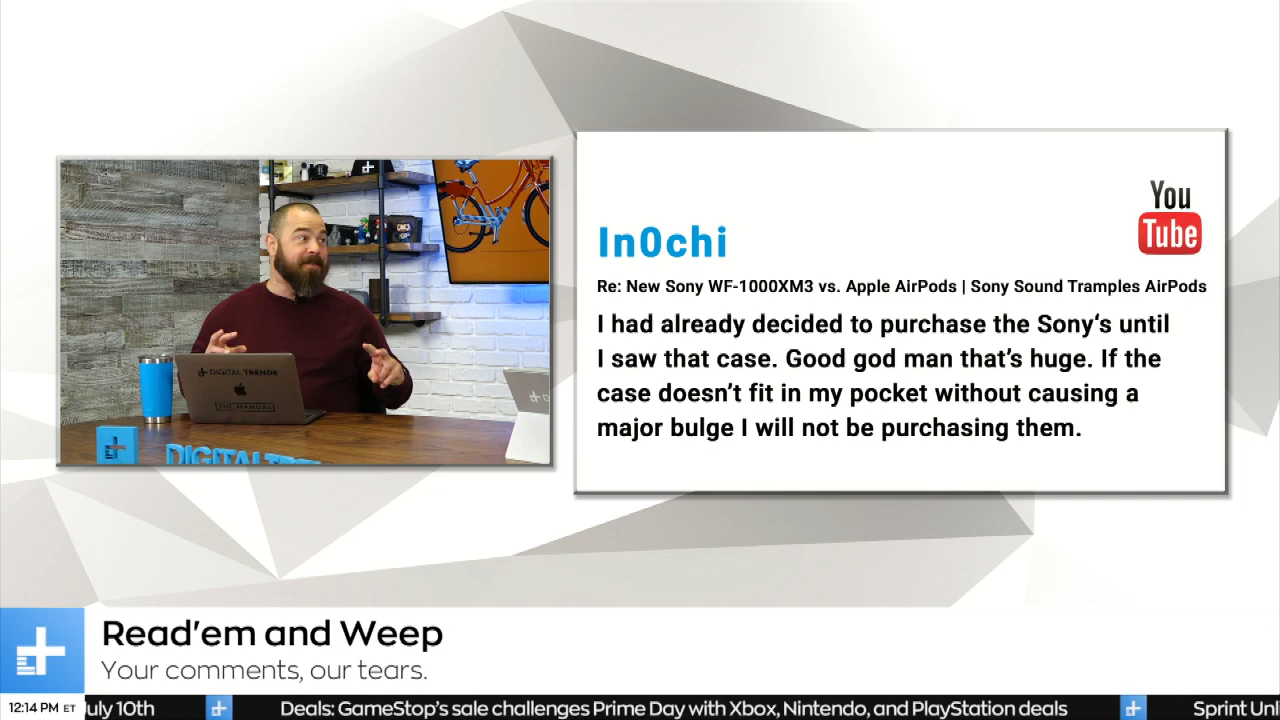 DIGITAL TRENDS
THE MANUAL
DIGITAL
You
Tube
In0chi
Re: New Sony WF-1000XM3 vs. Apple AirPods | Sony Sound Tramples AirPods
I had already decided to purchase the Sony‘s until
I saw that case. Good god man that’s huge. If the
case doesn’t fit in my pocket without causing a
major bulge I will not be purchasing them.
Read'em and Weep
Your comments, our tears.
12:14 PM ET
uly 10th
Deals: GameStop’s sale challenges Prime Day with Xbox, Nintendo, and PlayStation deals
Sprint Unl